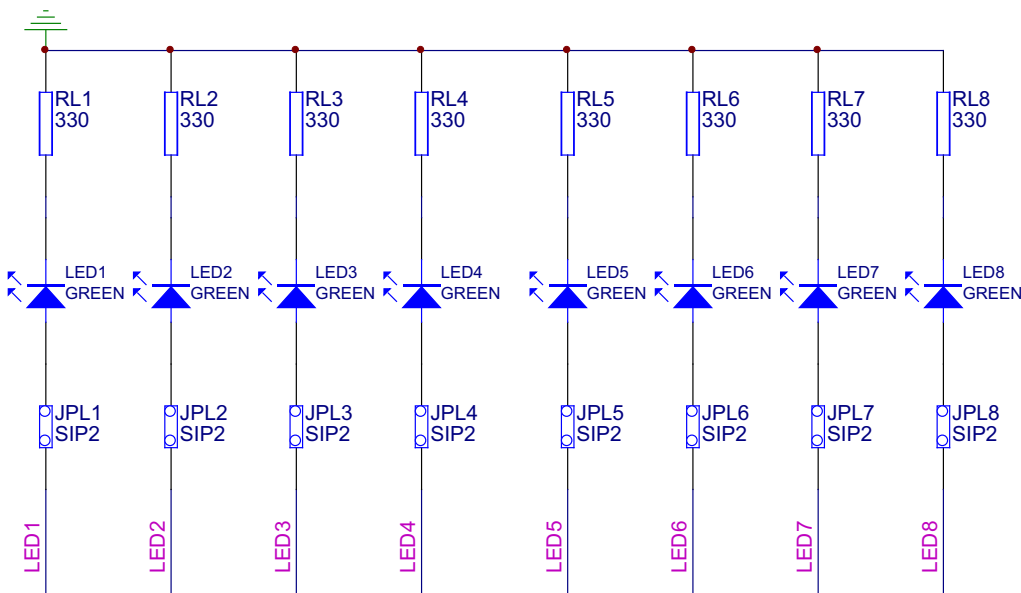 RL1
330
RL2
330
RL3
330
RL4
330
RL5
330
RL6
330
RL7
330
RL8
330
LED1
GREEN
LED2
GREEN
LED3
GREEN
LED4
GREEN
LED5
GREEN
LED6
GREEN
LED7
GREEN
LED8
GREEN
JPL1
SIP2
JPL2
SIP2
JPL3
SIP2
JPL4
SIP2
JPL5
SIP2
JPL6
SIP2
JPL7
SIP2
JPL8
SIP2
LED1
LED2
LED3
LED4
LED5
LED6
LED7
LED8